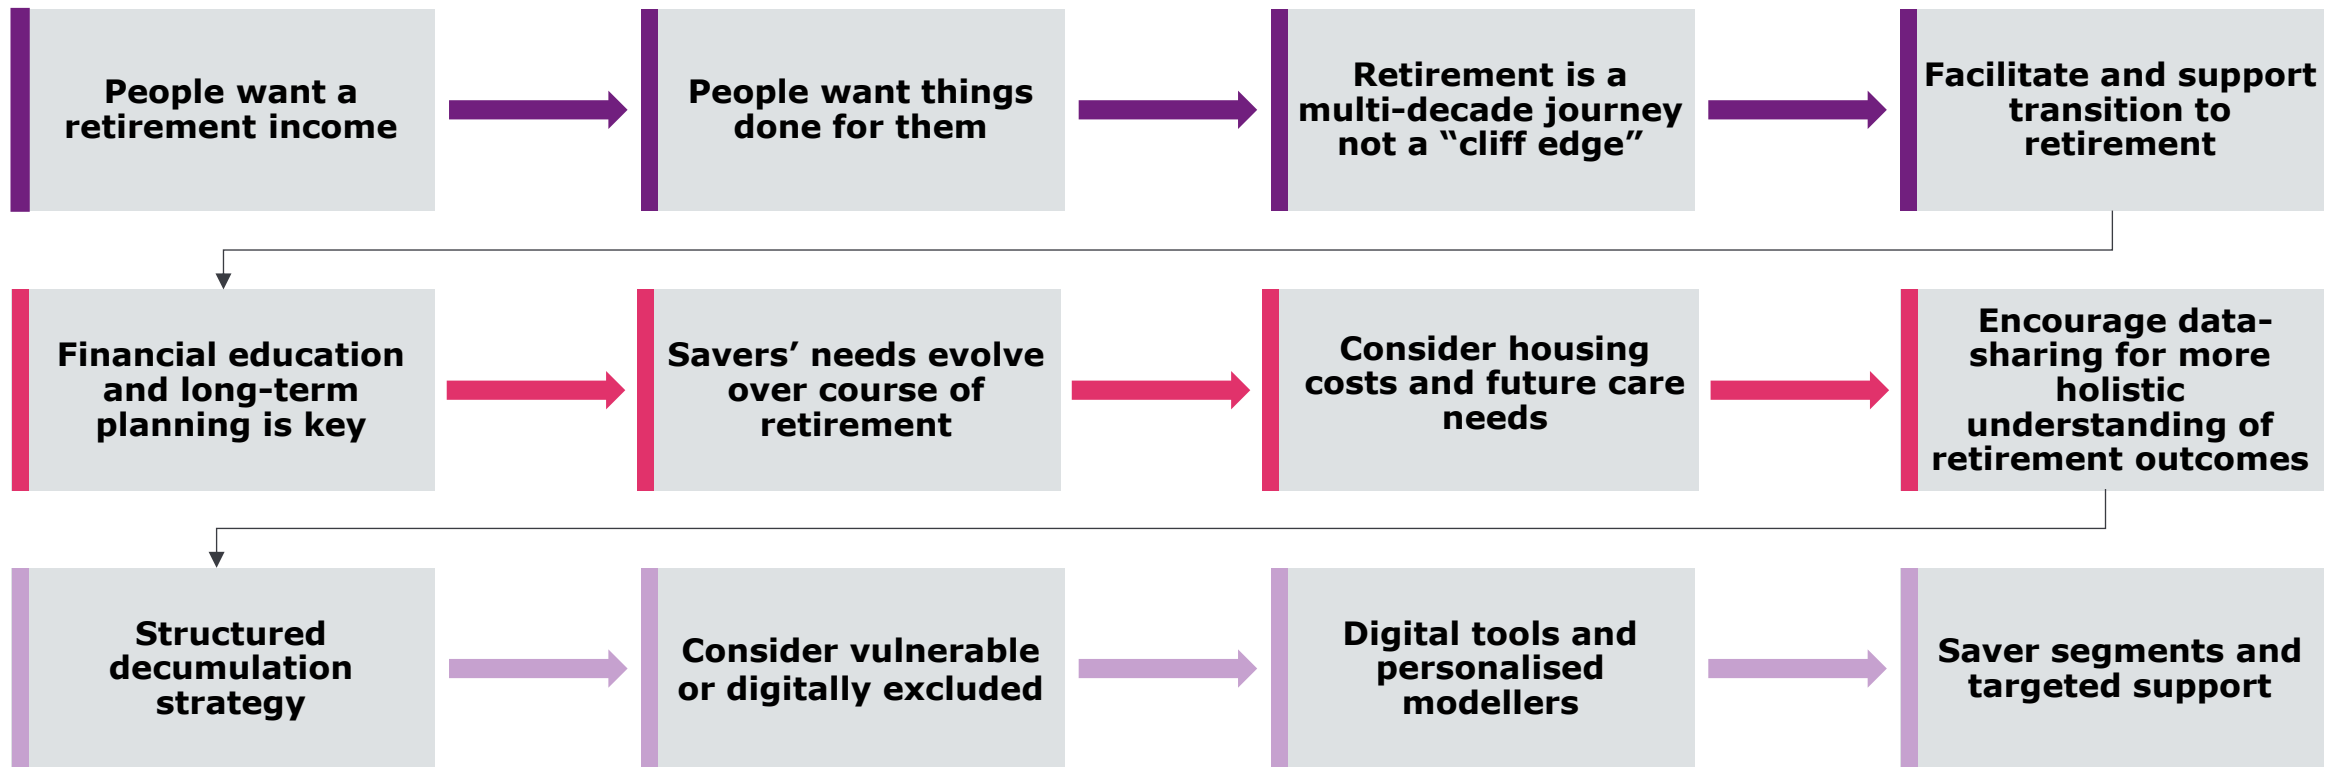 People want a
retirement income
People want things
done for them
Retirement is a
multi-decade journey
not a “cliff edge”
Facilitate and support
transition to
retirement
Financial education
and long-term
planning is key
Savers’ needs evolve
over course of
retirement
Consider housing
costs and future care
needs
Encourage data-
sharing for more
holistic
understanding of
retirement outcomes
Structured
decumulation
strategy
Consider vulnerable
or digitally excluded
Digital tools and
personalised
modellers
Saver segments and
targeted support